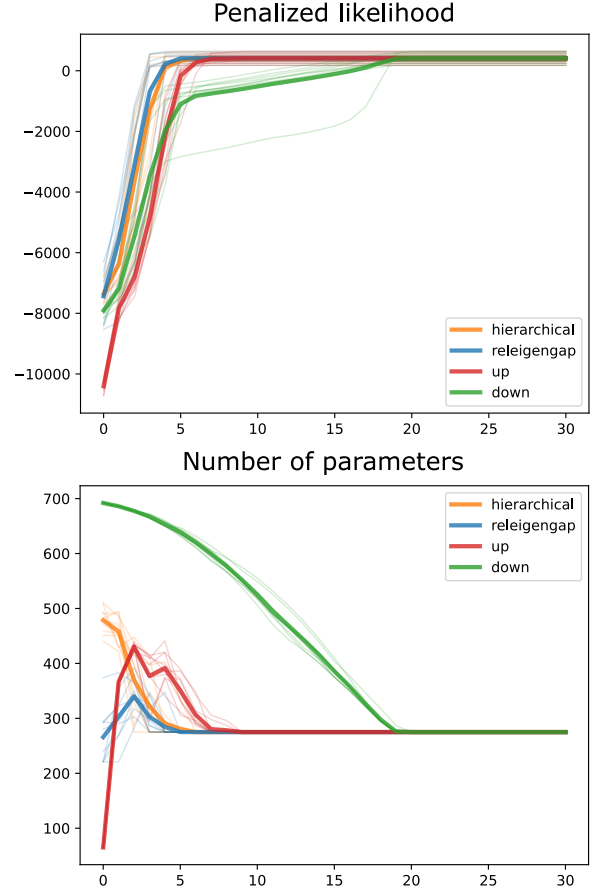 Penalized likelihood
0
−2000
−4000
−6000
−8000
−10000
hierarchical
releigengap
up
down
0 5 10 15 20 25 30
Number of parameters
700
600
500
400
300
200
100
hierarchical
releigengap
up
down
0 5 10 15 20 25 30